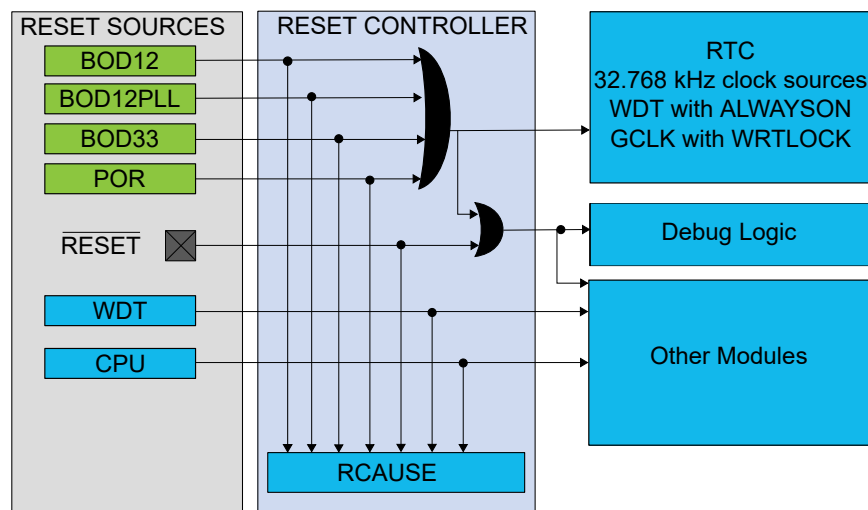 RESET SOURCES
BOD12
BOD12PLL
BOD33
POR
RESET
WDT
CPU
RESET CONTROLLER
RCAUSE
RTC
32.768 kHz clock sources
WDT with ALWAYSON
GCLK with WRTLOCK
Debug Logic
Other Modules